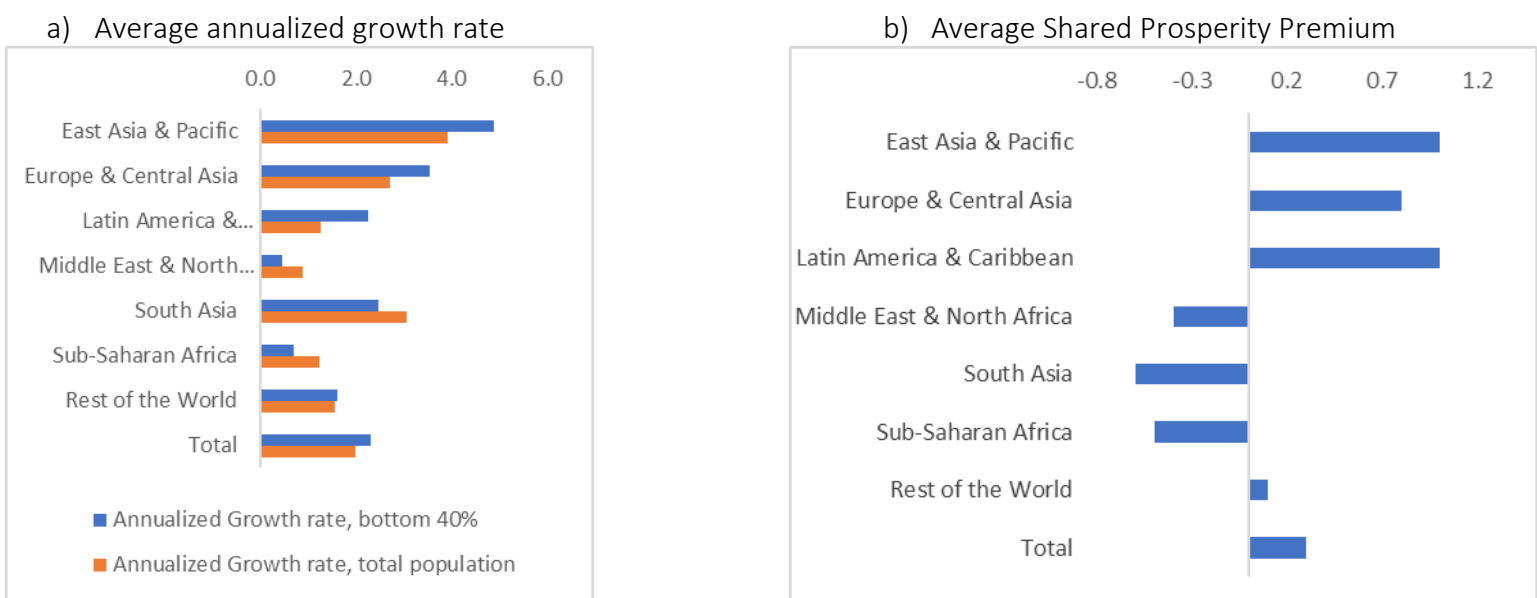 a) Average annualized growth rate
0.0 2.0 4.0 6.0
East Asia & Pacific
Europe & Central Asia
Latin America &...
Middle East & North...
South Asia
Sub-Saharan Africa
Rest of the World
Total
Annualized Growth rate, bottom 40%
Annualized Growth rate, total population
b) Average Shared Prosperity Premium
-0.8 -0.3 0.2 0.7 1.2
East Asia & Pacific
Europe & Central Asia
Latin America & Caribbean
Middle East & North Africa
South Asia
Sub-Saharan Africa
Rest of the World
Total